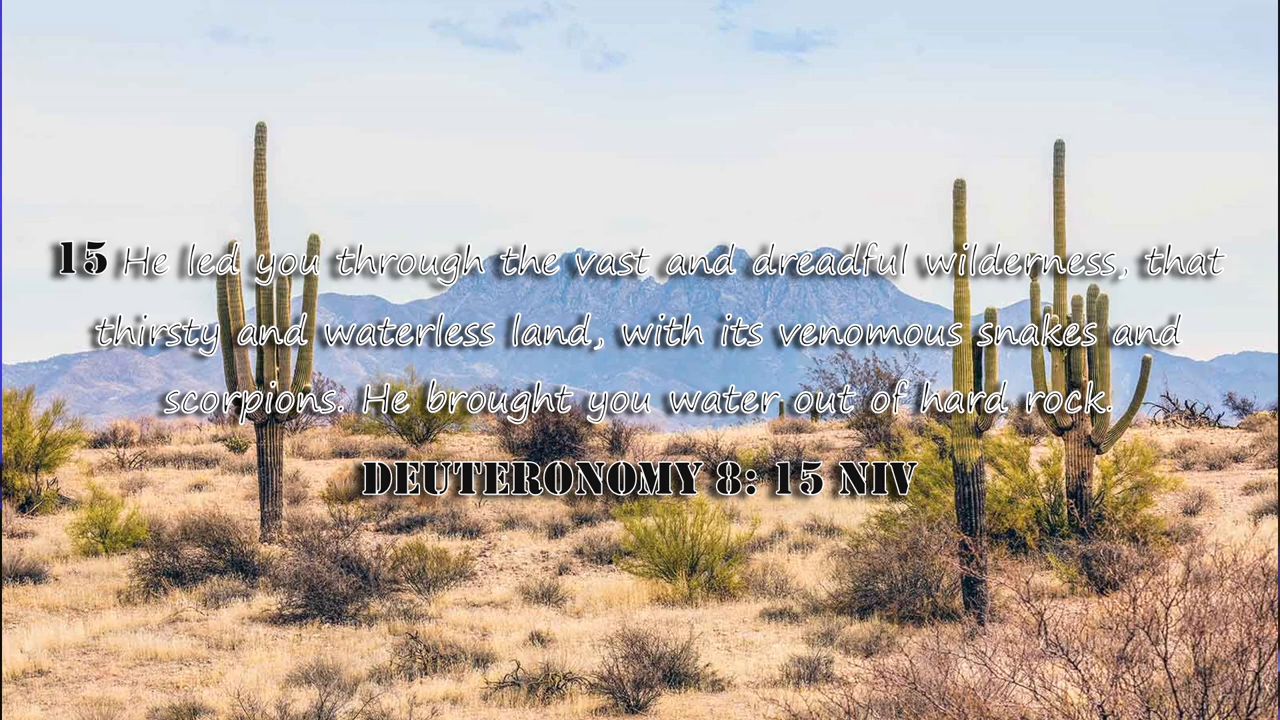 15 He led you through the vast and dreadful wilderness, that
thirsty and waterless land, with its venomous snakes and
scorpions. He brought you water out of hard rock.
DEUTERONOMY 8: 15 NIV